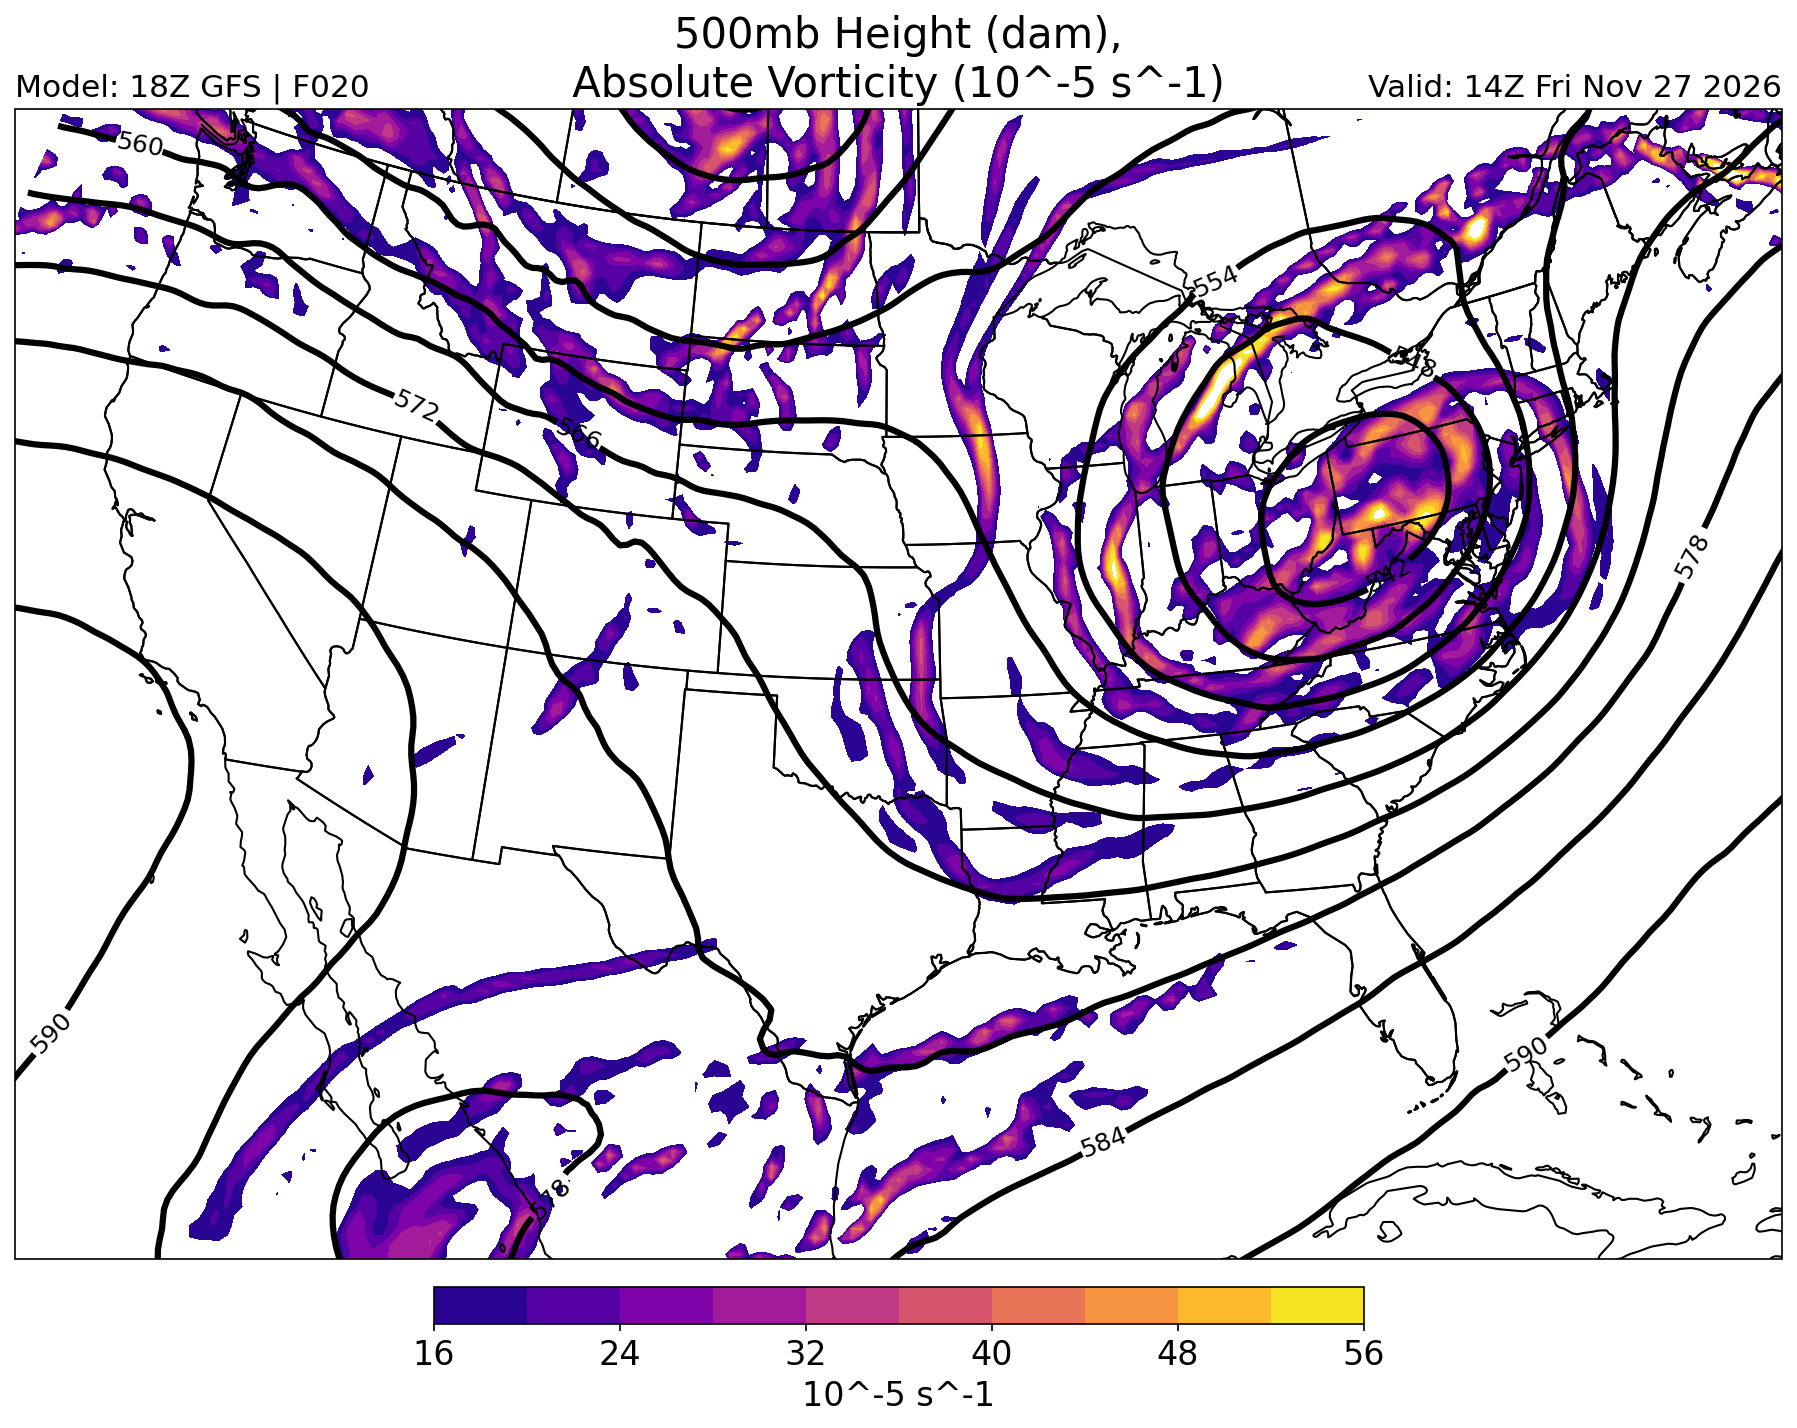 500mb Height (dam),
Absolute Vorticity (10^-5 s^-1)
Model: 18Z GFS | F020
Valid: 14Z Fri Nov 27 2026
560
554
548
572
566
578
542
590
590
584
578
16 24 32 40 48 56
10^-5 s^-1